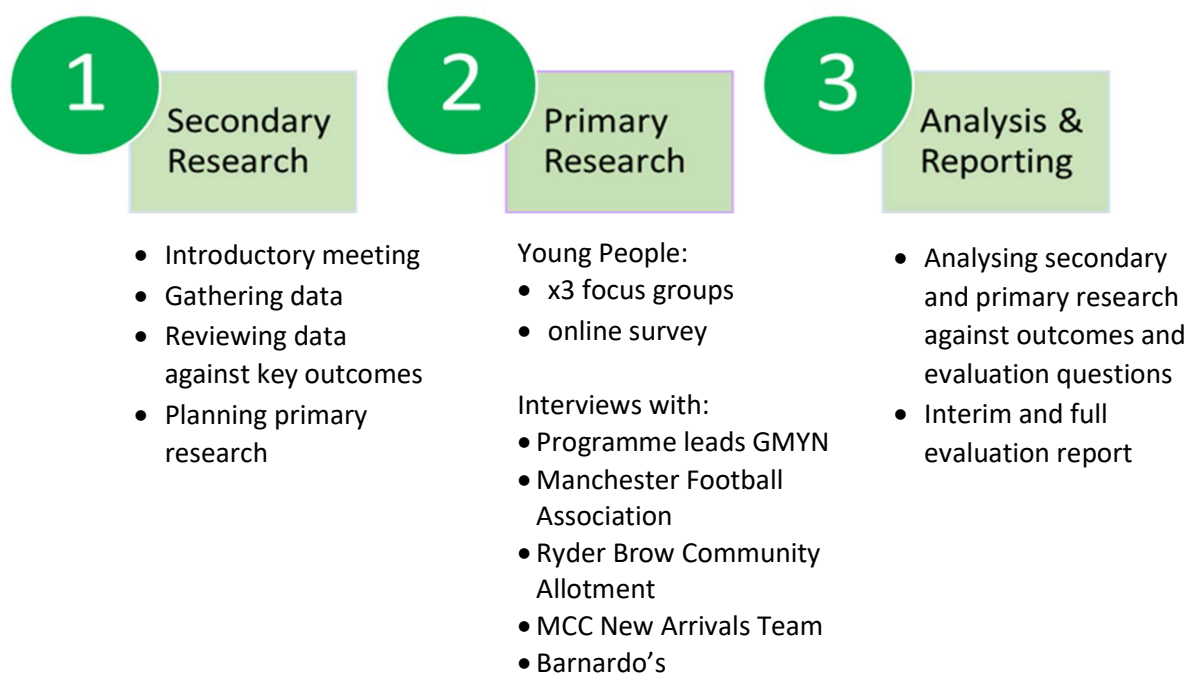 1
Secondary
Research
• Introductory meeting
• Gathering data
• Reviewing data
against key outcomes
• Planning primary
research
2
Primary
Research
Young People:
• x3 focus groups
• online survey
Interviews with:
• Programme leads GMYN
• Manchester Football
Association
• Ryder Brow Community
Allotment
• MCC New Arrivals Team
• Barnardo’s
3
Analysis &
Reporting
• Analysing secondary
and primary research
against outcomes and
evaluation questions
• Interim and full
evaluation report